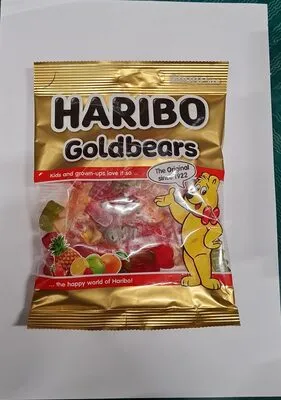 HARIBO
Goldbears
Kids and grown-ups love it so ...
The Original
since 1922
... the happy world of Haribo!